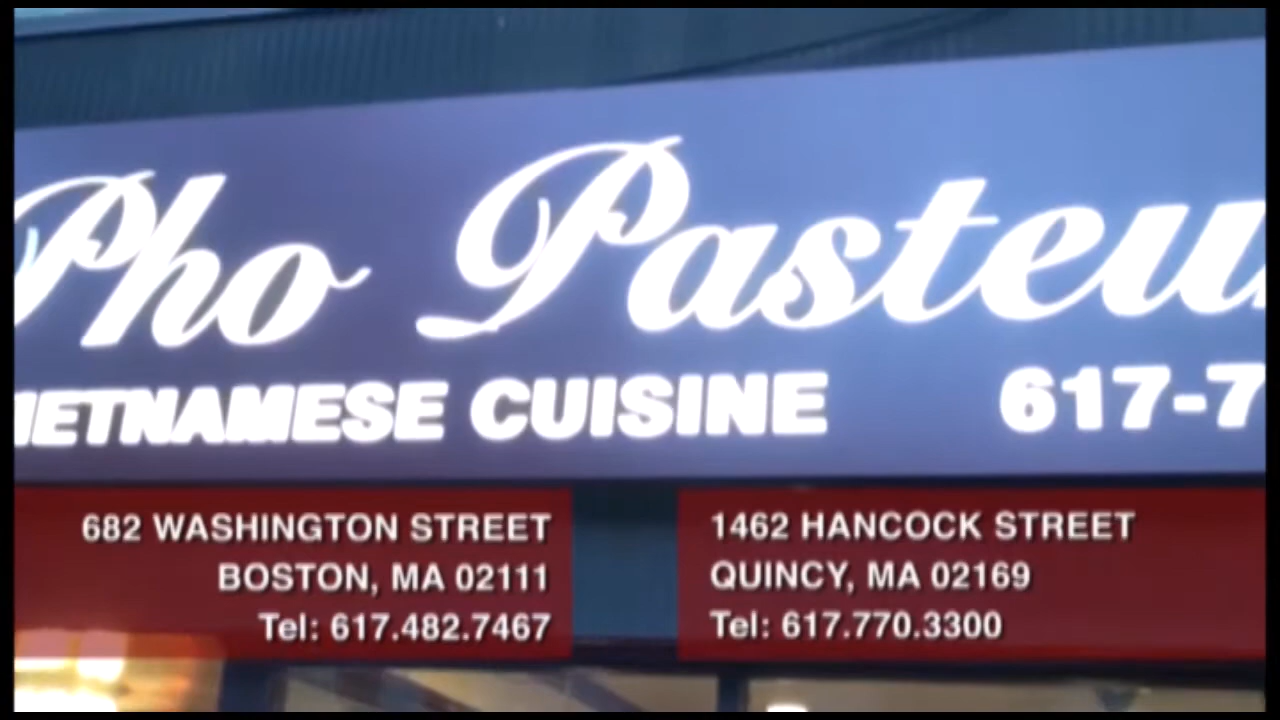 Pho Pasteu
IETNAMESE CUISINE 617-7
682 WASHINGTON STREET
BOSTON, MA 02111
Tel: 617.482.7467
1462 HANCOCK STREET
QUINCY, MA 02169
Tel: 617.770.3300